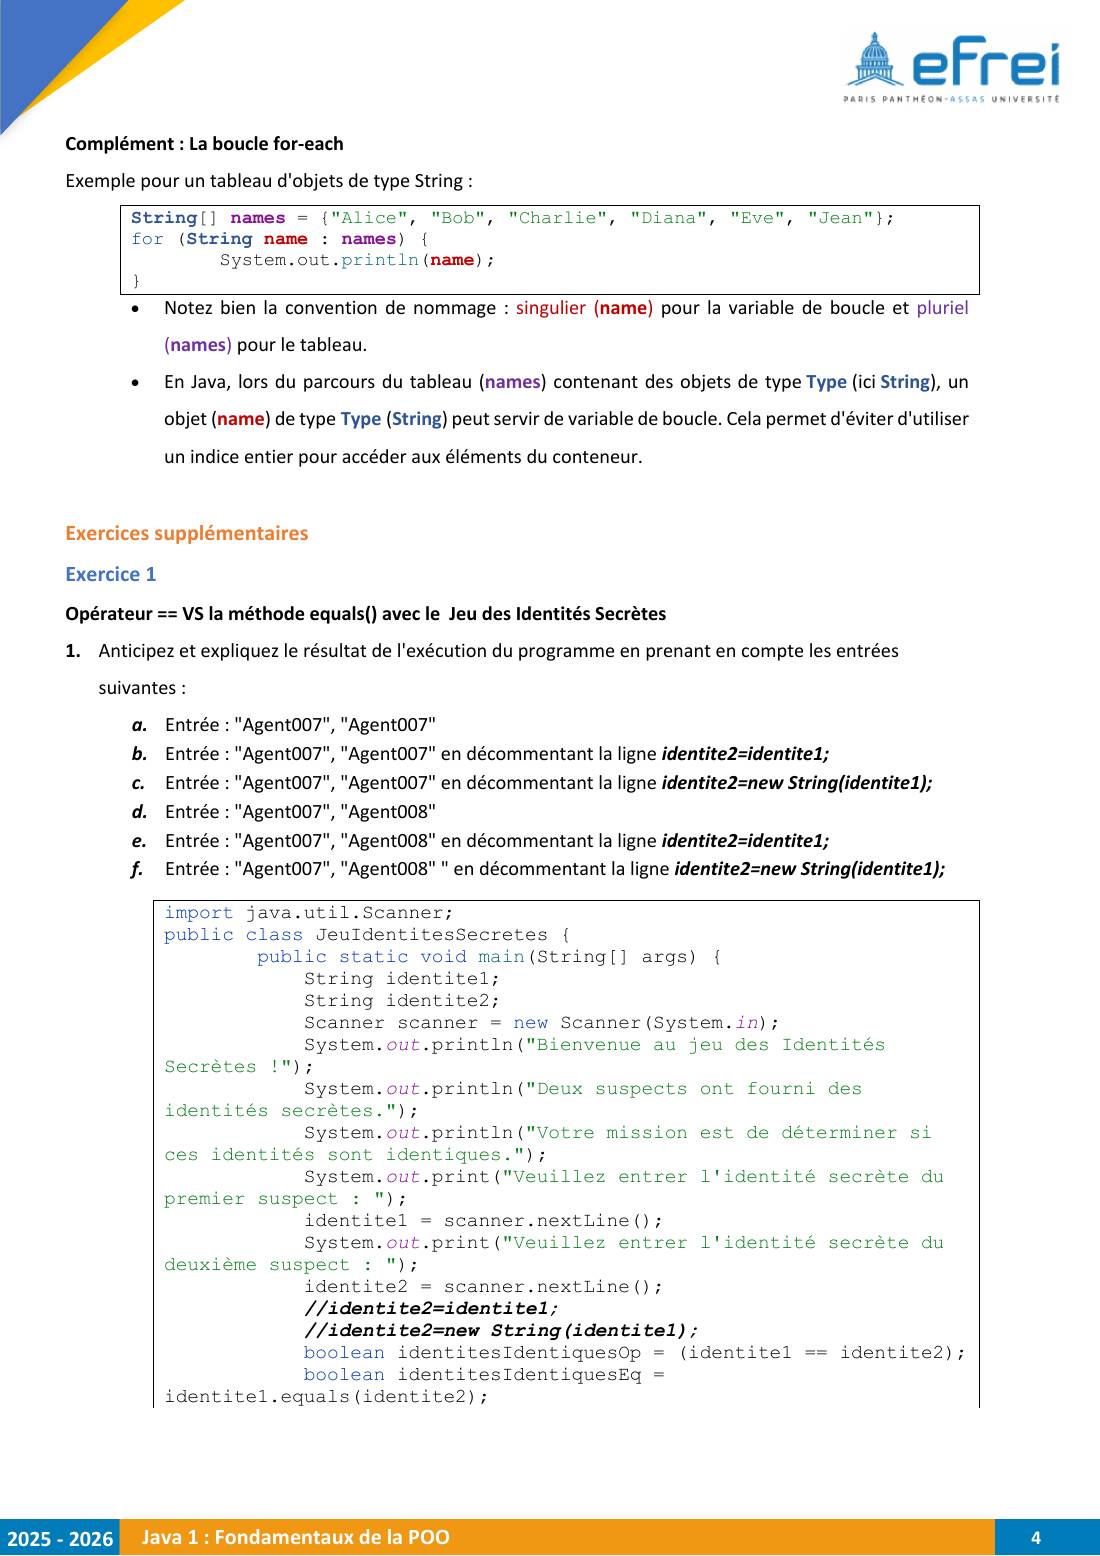 efrei
PARIS PANTHÉON-ASSAS UNIVERSITÉ
Complément : La boucle for-each
Exemple pour un tableau d'objets de type String :
String[] names = {"Alice", "Bob", "Charlie", "Diana", "Eve", "Jean"};
for (String name : names) {
System.out.println(name);
}
• Notez bien la convention de nommage : singulier (name) pour la variable de boucle et pluriel
(names) pour le tableau.
• En Java, lors du parcours du tableau (names) contenant des objets de type Type (ici String), un
objet (name) de type Type (String) peut servir de variable de boucle. Cela permet d'éviter d'utiliser
un indice entier pour accéder aux éléments du conteneur.
Exercices supplémentaires
Exercice 1
Opérateur == VS la méthode equals() avec le Jeu des Identités Secrètes
1. Anticipez et expliquez le résultat de l'exécution du programme en prenant en compte les entrées
suivantes :
a. Entrée : "Agent007", "Agent007"
b. Entrée : "Agent007", "Agent007" en décommentant la ligne identite2=identite1;
c. Entrée : "Agent007", "Agent007" en décommentant la ligne identite2=new String(identite1);
d. Entrée : "Agent007", "Agent008"
e. Entrée : "Agent007", "Agent008" en décommentant la ligne identite2=identite1;
f. Entrée : "Agent007", "Agent008" " en décommentant la ligne identite2=new String(identite1);
import java.util.Scanner;
public class JeuIdentitesSecretes {
public static void main(String[] args) {
String identite1;
String identite2;
Scanner scanner = new Scanner(System.in);
System.out.println("Bienvenue au jeu des Identités
Secrètes !");
System.out.println("Deux suspects ont fourni des
identités secrètes.");
System.out.println("Votre mission est de déterminer si
ces identités sont identiques.");
System.out.print("Veuillez entrer l'identité secrète du
premier suspect : ");
identite1 = scanner.nextLine();
System.out.print("Veuillez entrer l'identité secrète du
deuxième suspect : ");
identite2 = scanner.nextLine();
//identite2=identite1;
//identite2=new String(identite1);
boolean identitesIdentiquesOp = (identite1 == identite2);
boolean identitesIdentiquesEq =
identite1.equals(identite2);
2025 - 2026 Java 1 : Fondamentaux de la POO 4